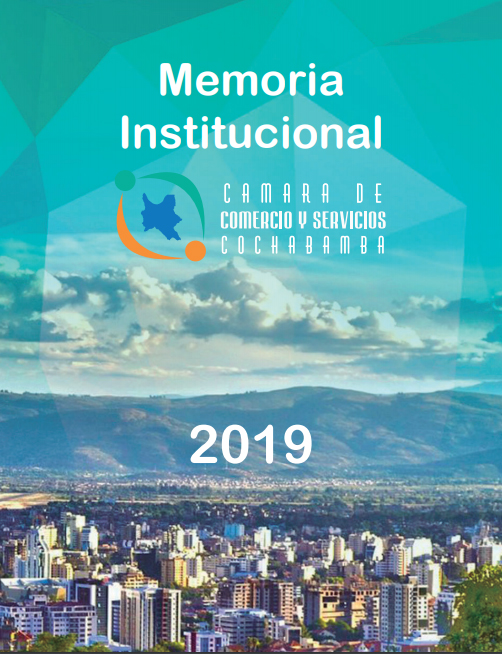 Memoria
Institucional
CAMARA DE
COMERCIO Y SERVICIOS
COCHABAMBA
2019